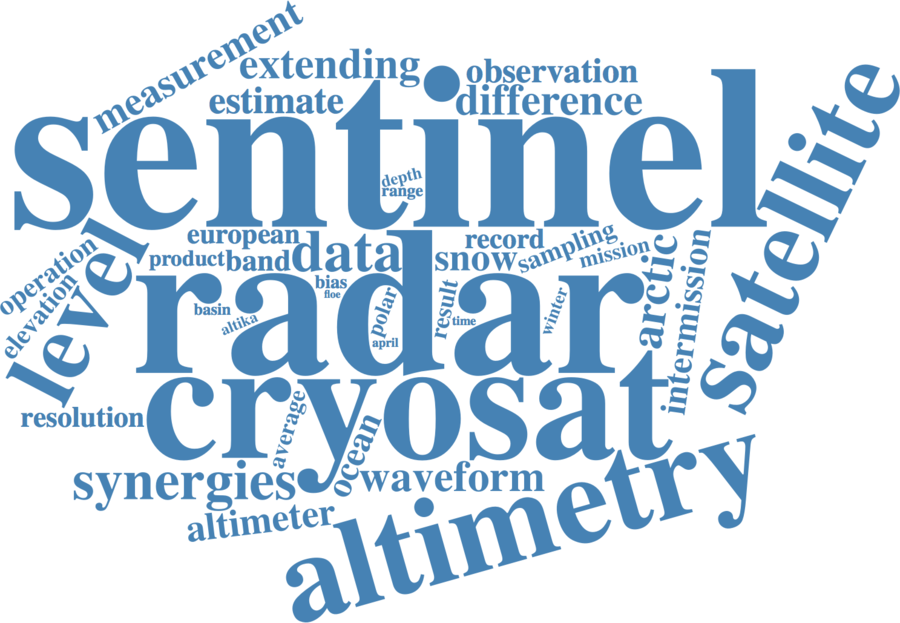 measurement
extending
observation
estimate
difference
sentinel
depth
range
satellite
european
data
record
sampling
mission
product
band
snow
operation
elevation
level
bias
floe
radar
basin
altika
polar
april
result
time
winter
arctic
intermission
resolution
cryosat
average
ocean
synergies
waveform
altimeter
altimetry